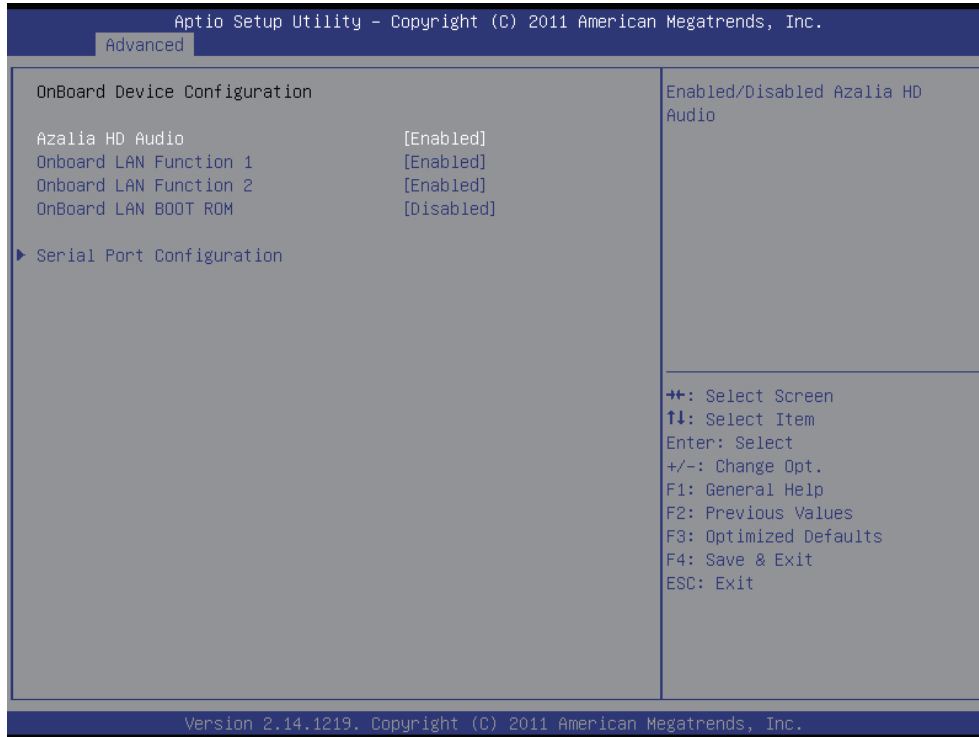 Aptio Setup Utility – Copyright (C) 2011 American Megatrends, Inc.
Advanced
OnBoard Device Configuration
Azalia HD Audio [Enabled]
Onboard LAN Function 1 [Enabled]
Onboard LAN Function 2 [Enabled]
OnBoard LAN BOOT ROM [Disabled]
▶ Serial Port Configuration
Enabled/Disabled Azalia HD
Audio
→←: Select Screen
↑↓: Select Item
Enter: Select
+/-: Change Opt.
F1: General Help
F2: Previous Values
F3: Optimized Defaults
F4: Save & Exit
ESC: Exit
Version 2.14.1219. Copyright (C) 2011 American Megatrends, Inc.